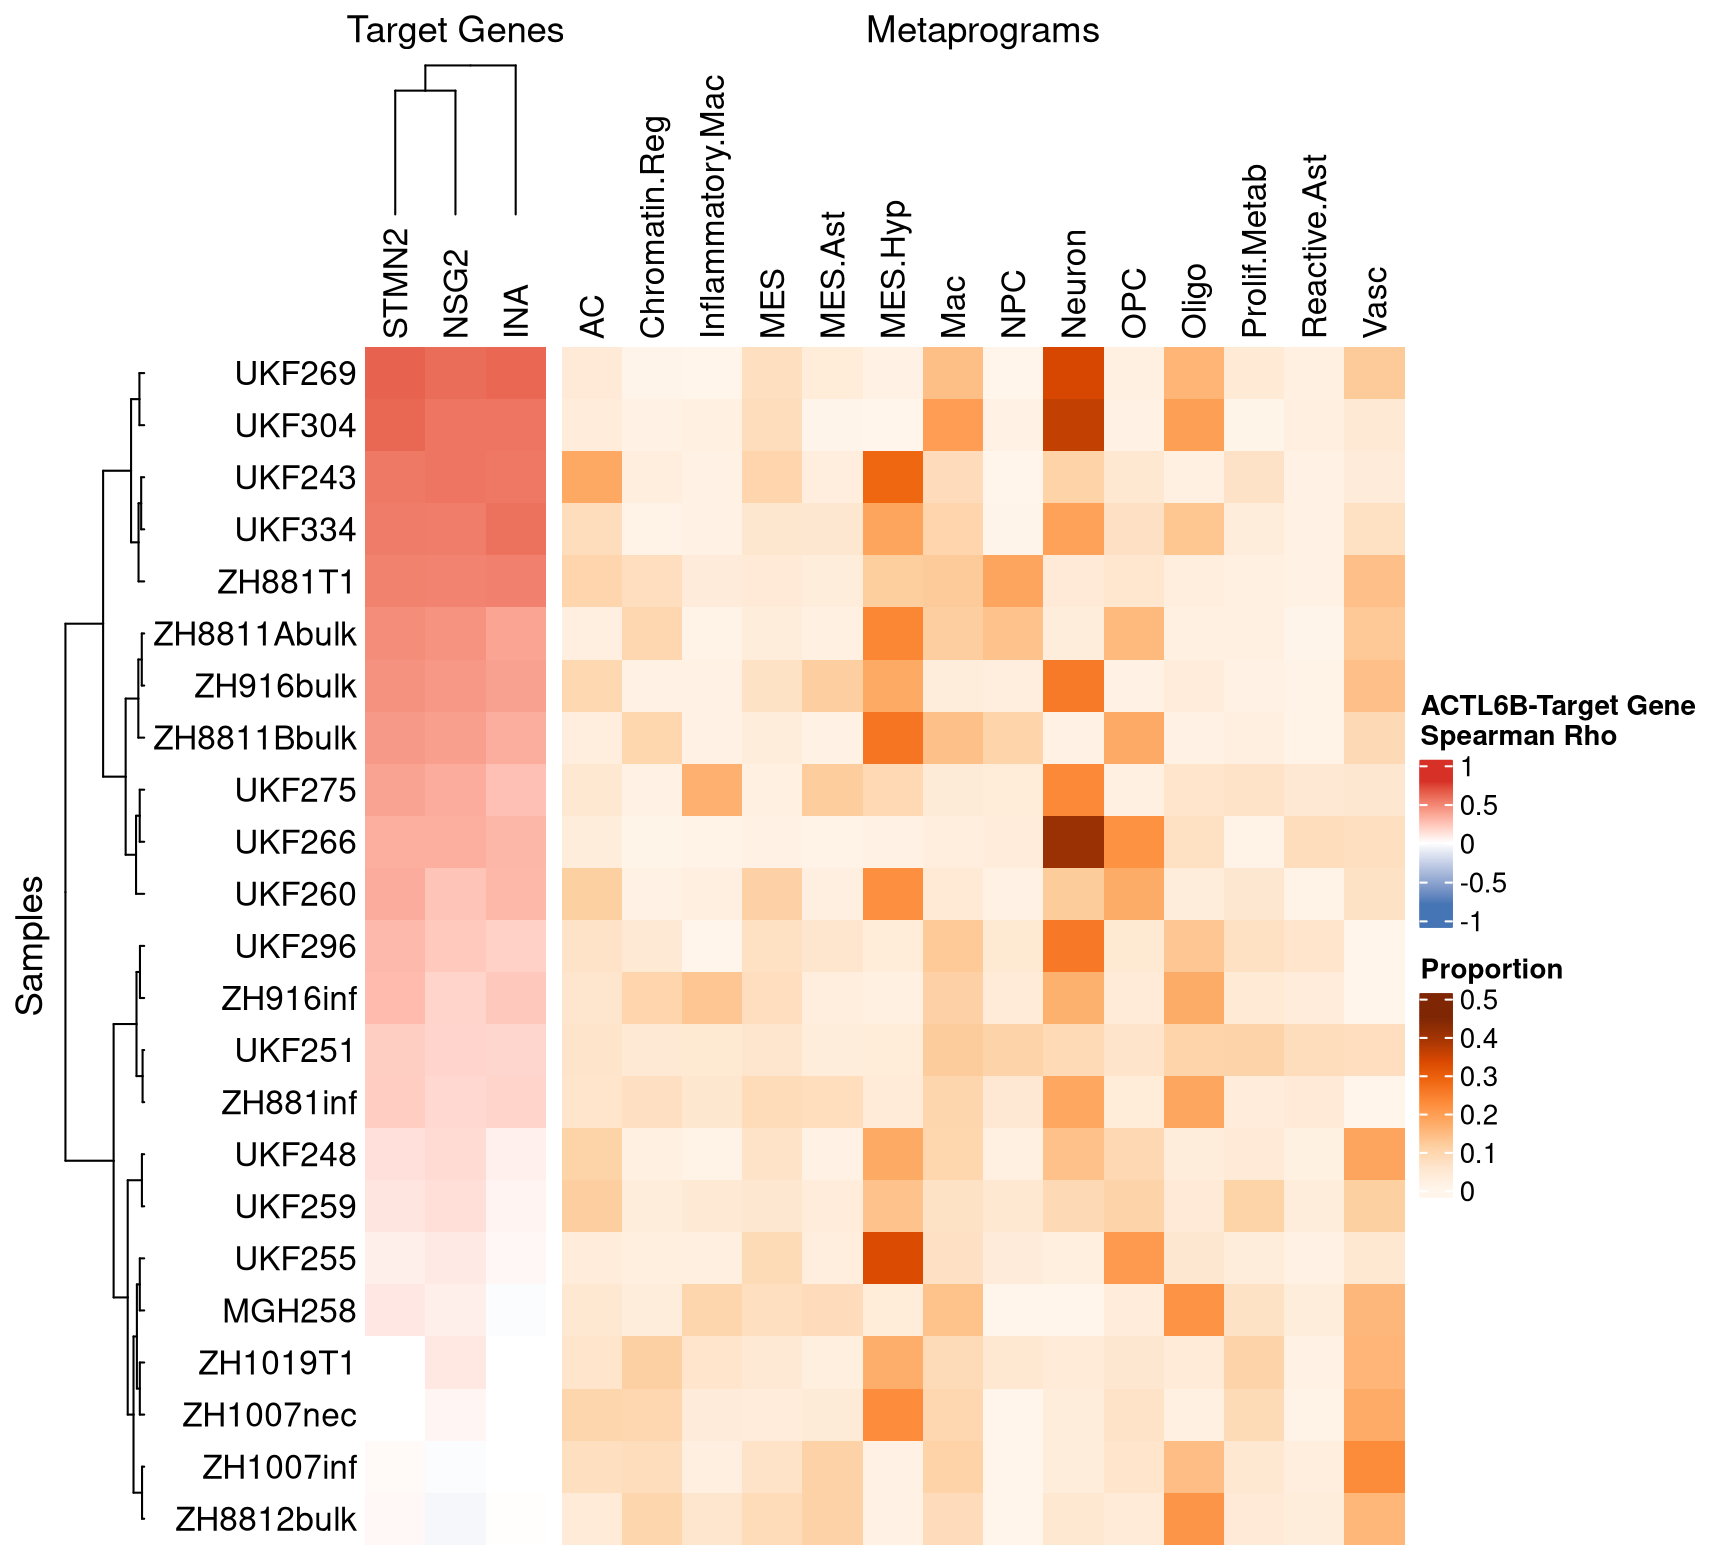 Target Genes
Metaprograms
STMN2
NSG2
INA
AC
Chromatin.Reg
Inflammatory.Mac
MES
MES.Ast
MES.Hyp
Mac
NPC
Neuron
OPC
Oligo
Prolif.Metab
Reactive.Ast
Vasc
Samples
UKF269
UKF304
UKF243
UKF334
ZH881T1
ZH8811Abulk
ZH916bulk
ZH8811Bbulk
UKF275
UKF266
UKF260
UKF296
ZH916inf
UKF251
ZH881inf
UKF248
UKF259
UKF255
MGH258
ZH1019T1
ZH1007nec
ZH1007inf
ZH8812bulk
ACTL6B-Target Gene
Spearman Rho
1
0.5
0
-0.5
-1
Proportion
0.5
0.4
0.3
0.2
0.1
0